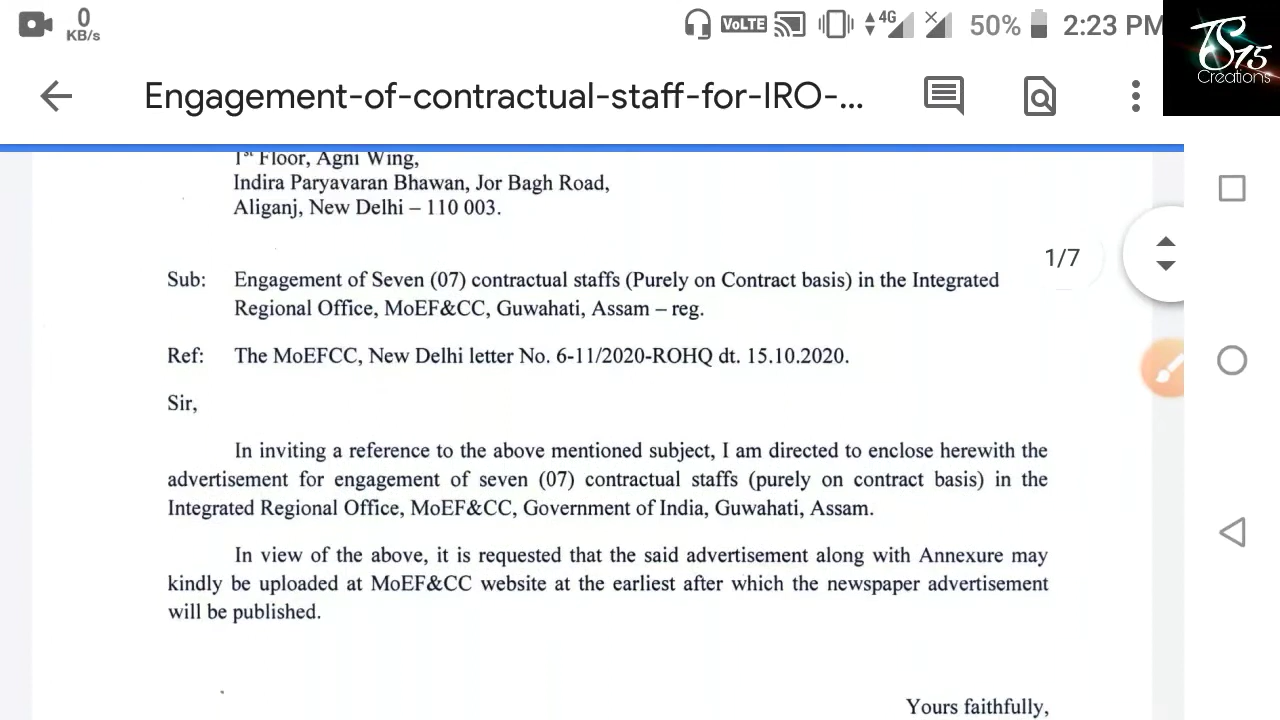 0
KB/s
VoLTE
4G
50%
2:23 PM
TS15
Creations
Engagement-of-contractual-staff-for-IRO-...
1st Floor, Agni Wing,
Indira Paryavaran Bhawan, Jor Bagh Road,
Aliganj, New Delhi – 110 003.
1/7
Sub: Engagement of Seven (07) contractual staffs (Purely on Contract basis) in the Integrated
Regional Office, MoEF&CC, Guwahati, Assam – reg.
Ref: The MoEFCC, New Delhi letter No. 6-11/2020-ROHQ dt. 15.10.2020.
Sir,
In inviting a reference to the above mentioned subject, I am directed to enclose herewith the
advertisement for engagement of seven (07) contractual staffs (purely on contract basis) in the
Integrated Regional Office, MoEF&CC, Government of India, Guwahati, Assam.
In view of the above, it is requested that the said advertisement along with Annexure may
kindly be uploaded at MoEF&CC website at the earliest after which the newspaper advertisement
will be published.
Yours faithfully,